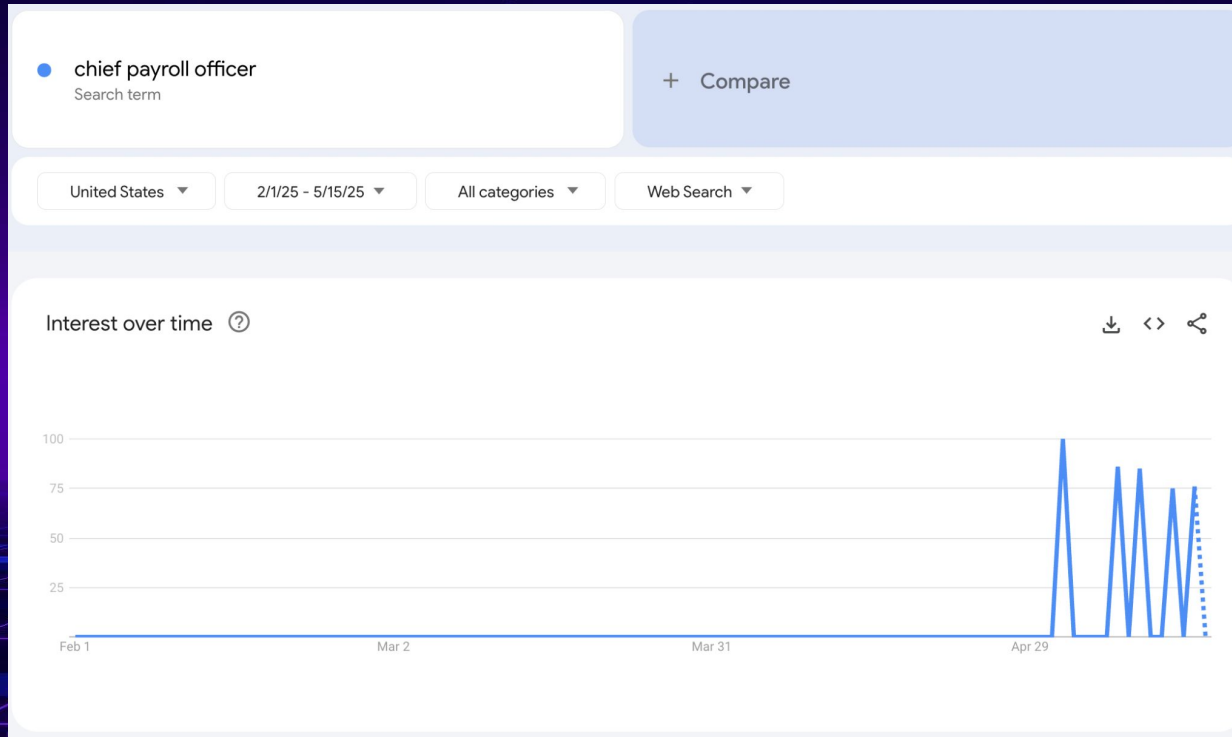 chief payroll officer
Search term
+ Compare
United States
2/1/25 - 5/15/25
All categories
Web Search
Interest over time
100
75
50
25
Feb 1
Mar 2
Mar 31
Apr 29